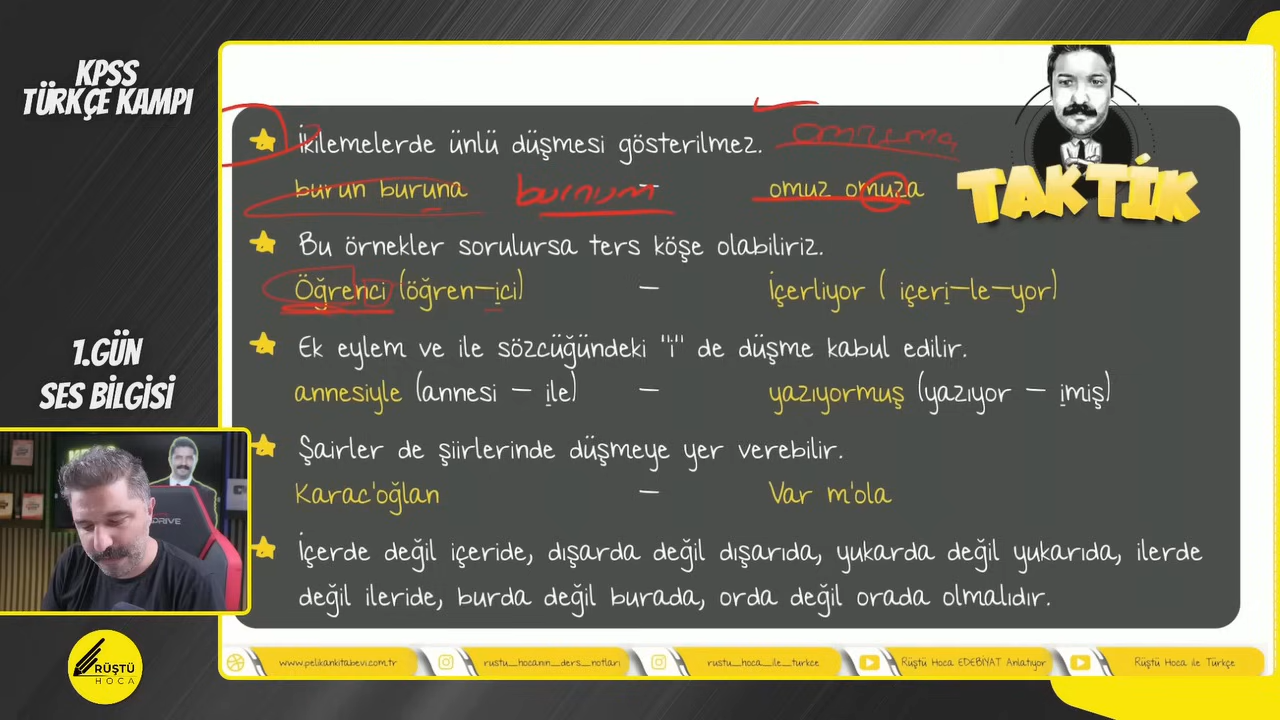 KPSS
TÜRKÇE KAMPI
1.GÜN
SES BİLGİSİ
TAKTİK
İkilemelerde ünlü düşmesi gösterilmez. omzuma
burun buruna burnum – omuz omuza
Bu örnekler sorulursa ters köşe olabiliriz.
Öğrenci (öğren–ici) – İçerliyor ( içeri–le–yor)
Ek eylem ve ile sözcüğündeki "i" de düşme kabul edilir.
annesiyle (annesi – ile) – yazıyormuş (yazıyor – imiş)
Şairler de şiirlerinde düşmeye yer verebilir.
Karac'oğlan – Var m'ola
İçerde değil içeride, dışarda değil dışarıda, yukarda değil yukarıda, ilerde
değil ileride, burda değil burada, orda değil orada olmalıdır.
DRIVE
RÜŞTÜ
HOCA
www.pelikankitabevi.com.tr rustu_hocanın_ders_notları rustu_hoca_ile_turkce Rüştü Hoca EDEBİYAT Anlatıyor Rüştü Hoca ile Türkçe